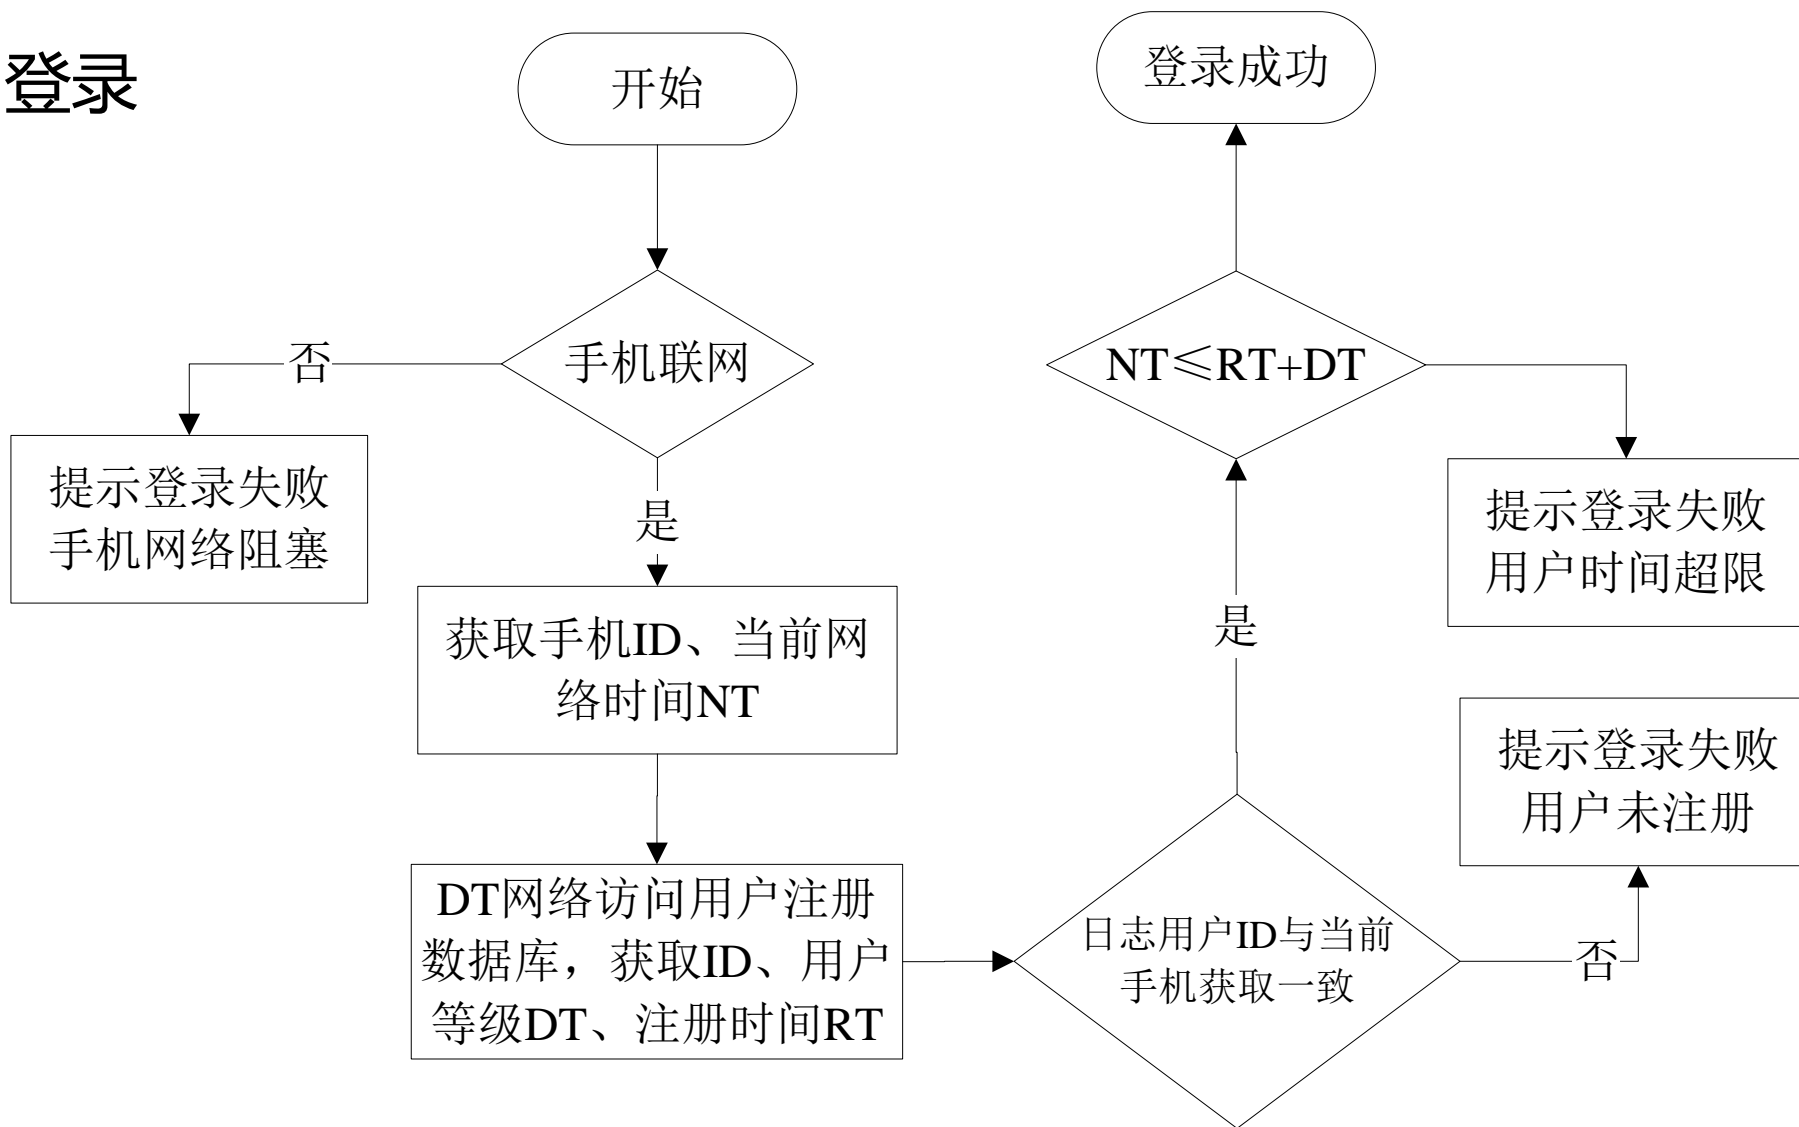 登录
开始
手机联网
否
提示登录失败
手机网络阻塞
是
获取手机ID、当前网
络时间NT
DT网络访问用户注册
数据库，获取ID、用户
等级DT、注册时间RT
日志用户ID与当前
手机获取一致
否
提示登录失败
用户未注册
是
NT≤RT+DT
提示登录失败
用户时间超限
登录成功